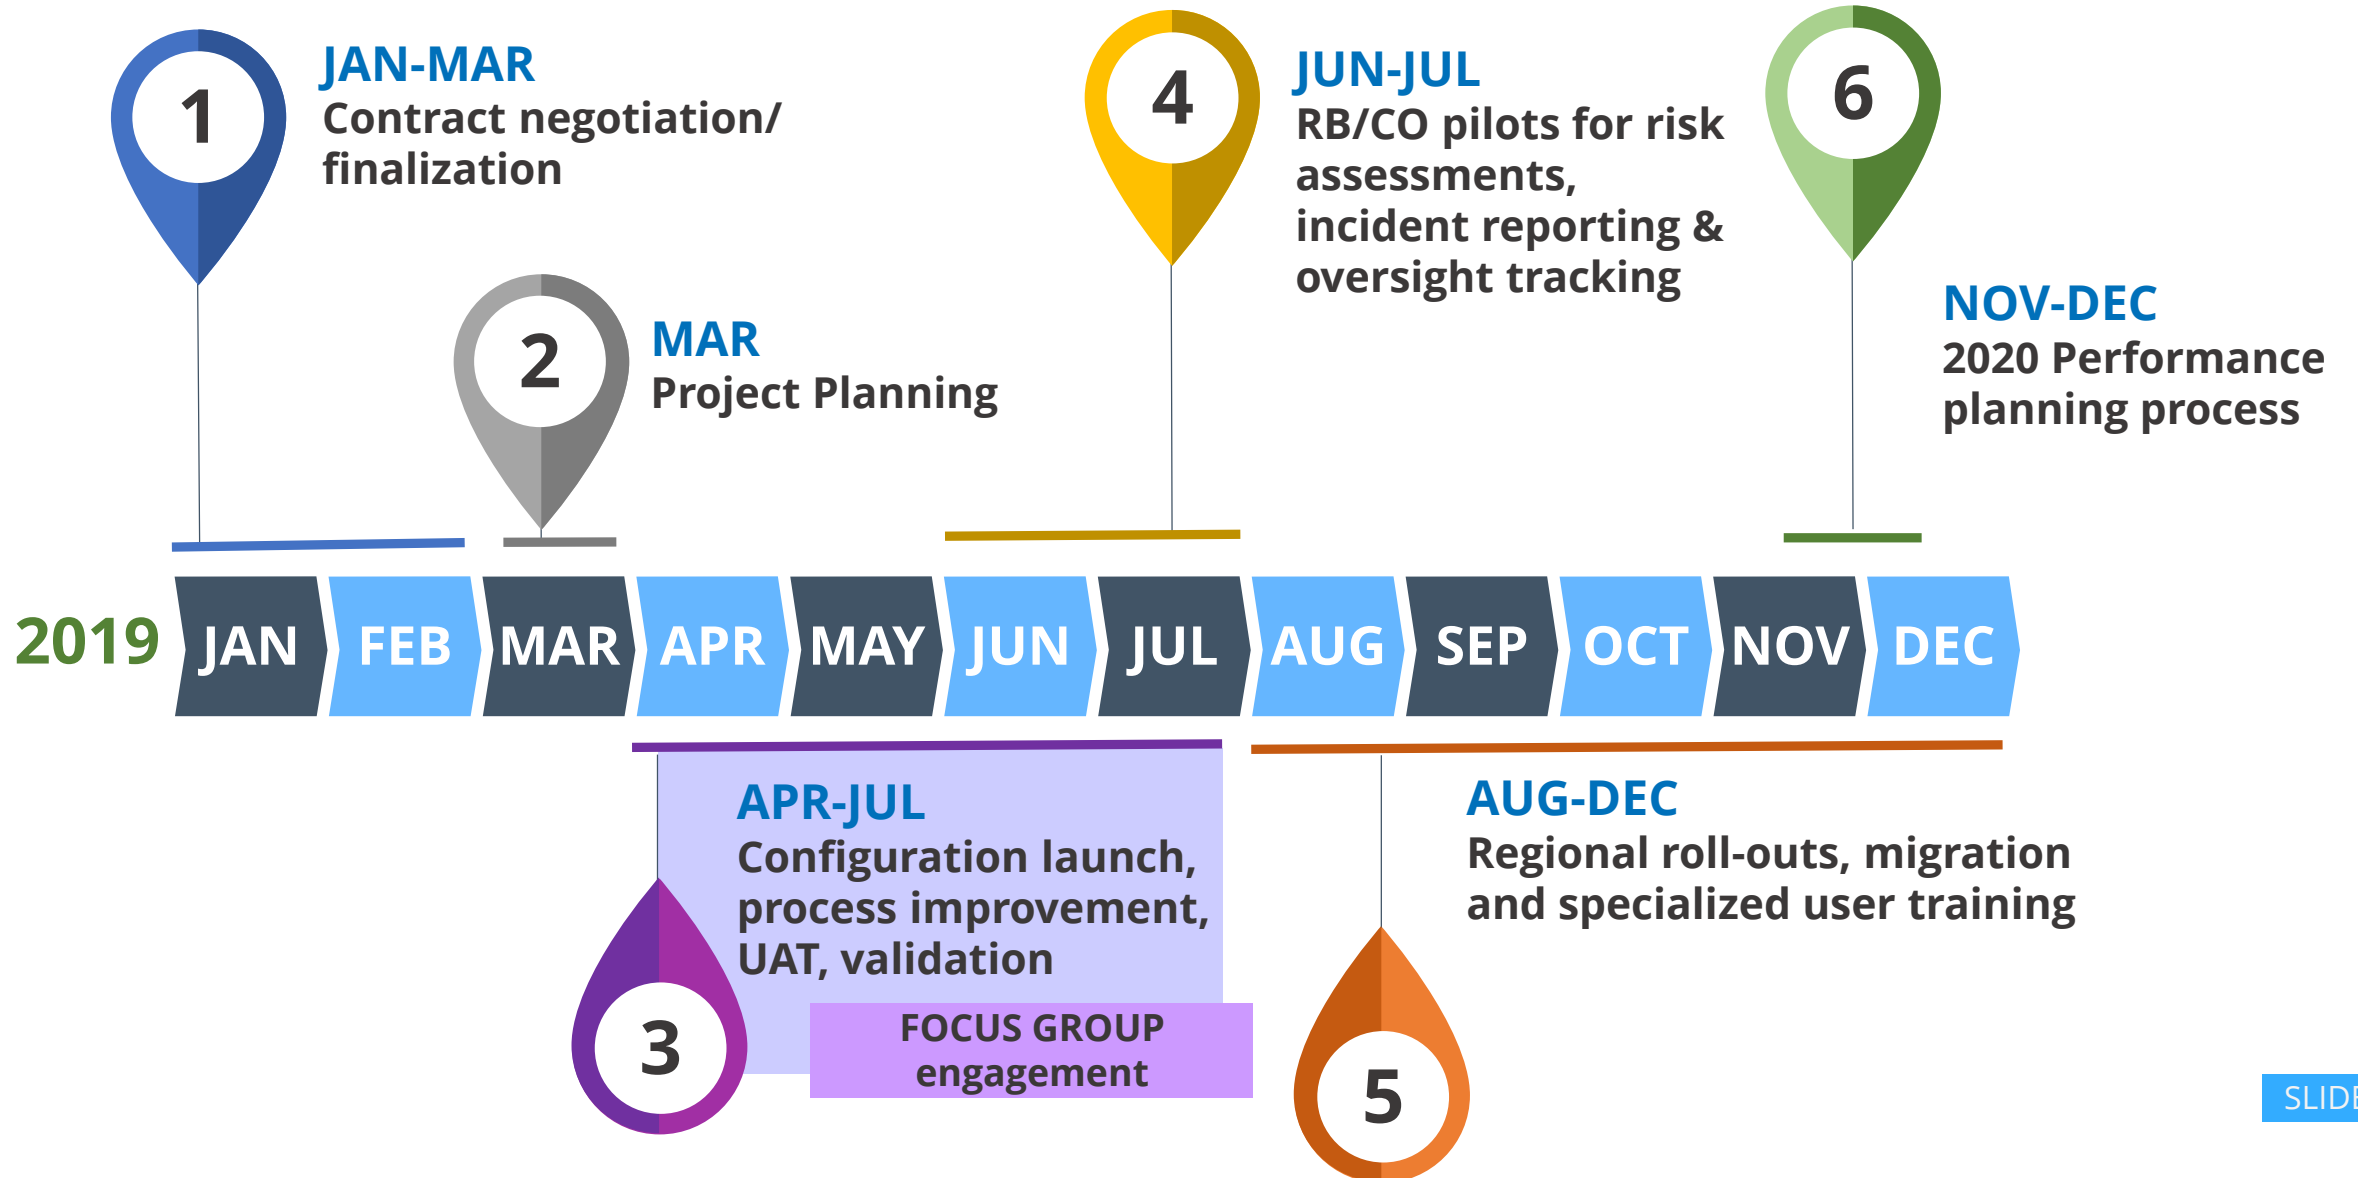 1
JAN-MAR
Contract negotiation/
finalization
2
MAR
Project Planning
4
JUN-JUL
RB/CO pilots for risk
assessments,
incident reporting &
oversight tracking
6
NOV-DEC
2020 Performance
planning process
2019 JAN FEB MAR APR MAY JUN JUL AUG SEP OCT NOV DEC
3
APR-JUL
Configuration launch,
process improvement,
UAT, validation
FOCUS GROUP
engagement
5
AUG-DEC
Regional roll-outs, migration
and specialized user training